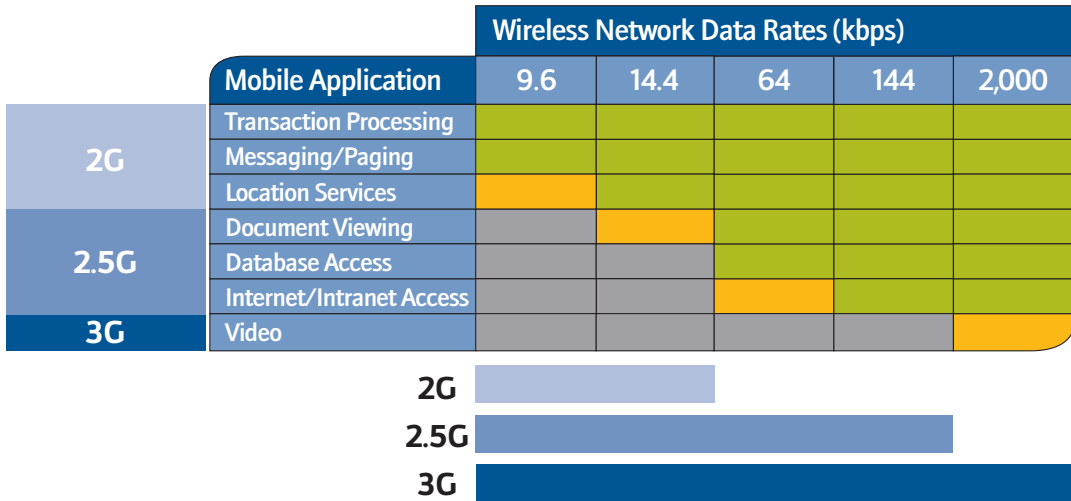 Wireless Network Data Rates (kbps)
Mobile Application 9.6 14.4 64 144 2,000
Transaction Processing
2G
Messaging/Paging
Location Services
Document Viewing
2.5G
Database Access
Internet/Intranet Access
3G
Video
2G
2.5G
3G